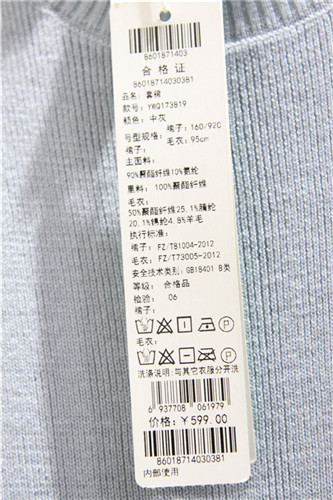 8601871403
合格证
86018714030381
品名: 套裙
款号: YWQ173819
颜色: 中灰
号型规格: 裙子: 160/920
毛衣: 95cm
裙子:
主面料:
90%聚酯纤维10%氨纶
里料: 100%聚酯纤维
毛衣:
50%聚酯纤维25.1%腈纶
20.1%锦纶4.8%羊毛
执行标准:
裙子: FZ/T81004-2012
毛衣: FZ/T73005-2012
安全技术类别: GB18401 B类
等级: 合格品
检验: 06
裙子:
毛衣:
洗涤说明:与其它衣服分开洗
6 937708 061979
价格: ¥599.00
86018714030381
内部使用